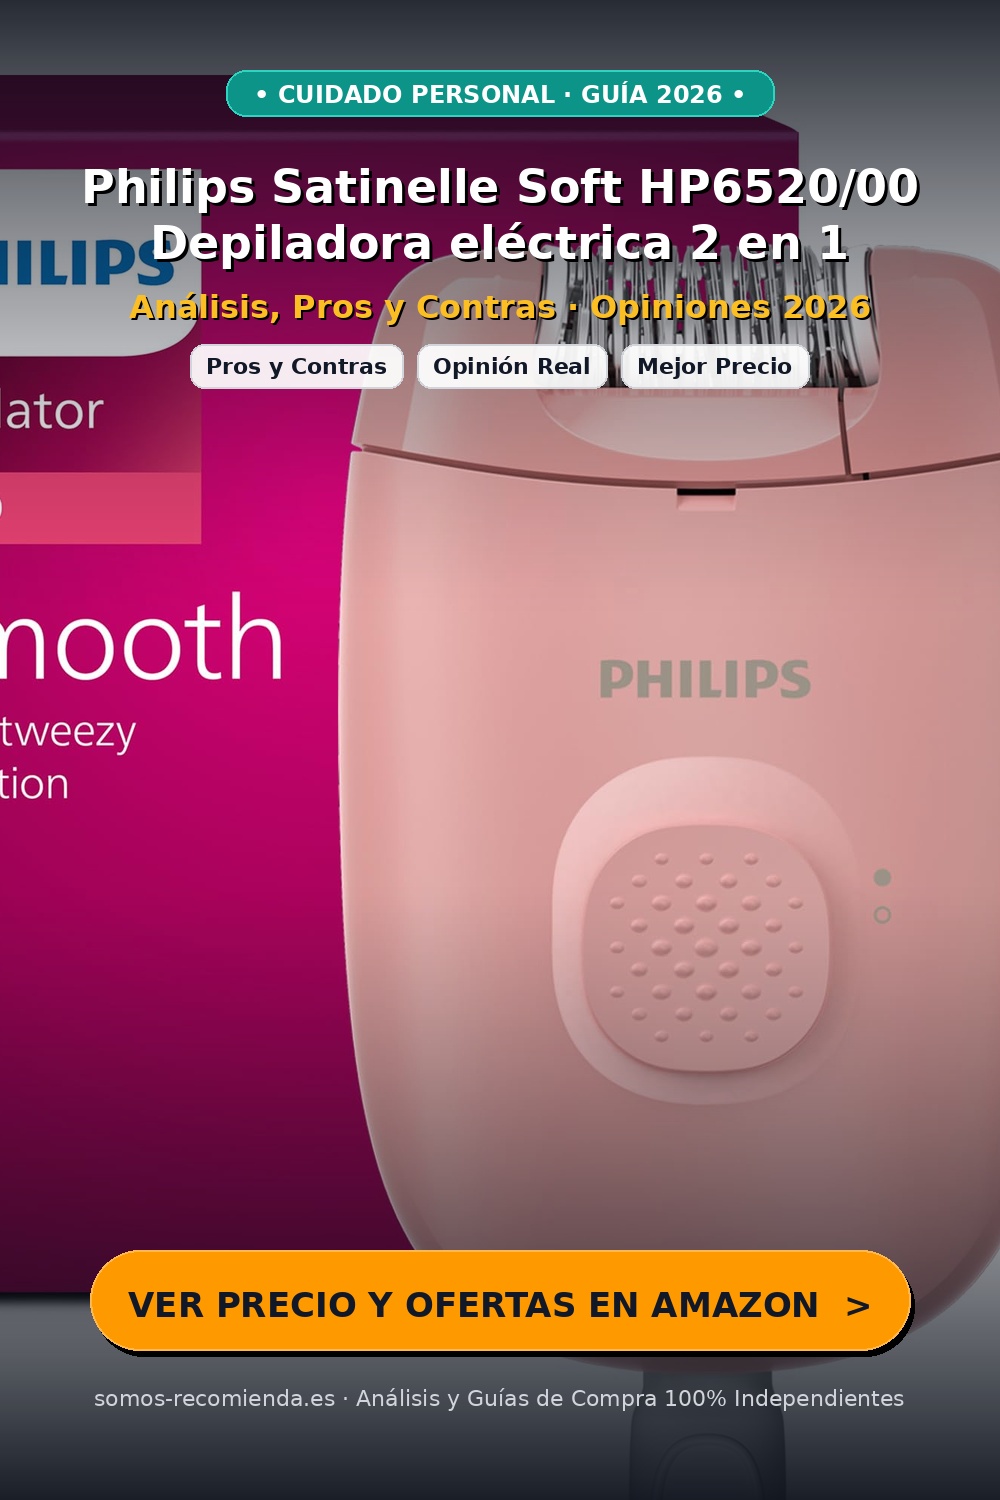 • CUIDADO PERSONAL · GUÍA 2026 •
Philips Satinelle Soft HP6520/00
Depiladora eléctrica 2 en 1
Análisis, Pros y Contras · Opiniones 2026
Pros y Contras
Opinión Real
Mejor Precio
HILIPS
lator
mooth
tweezy
tion
PHILIPS
VER PRECIO Y OFERTAS EN AMAZON >
somos-recomienda.es · Análisis y Guías de Compra 100% Independientes